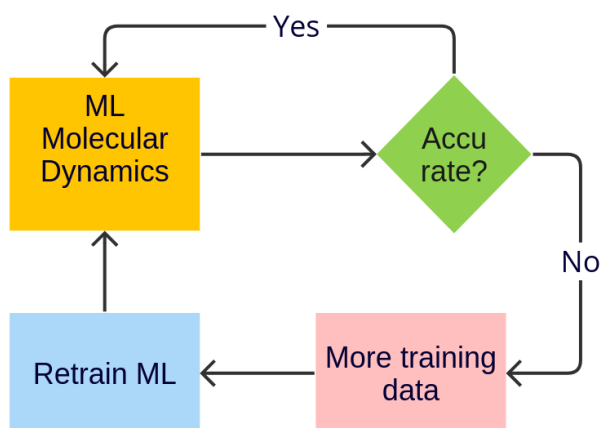 Yes
ML
Molecular
Dynamics
Accu
rate?
No
Retrain ML
More training
data